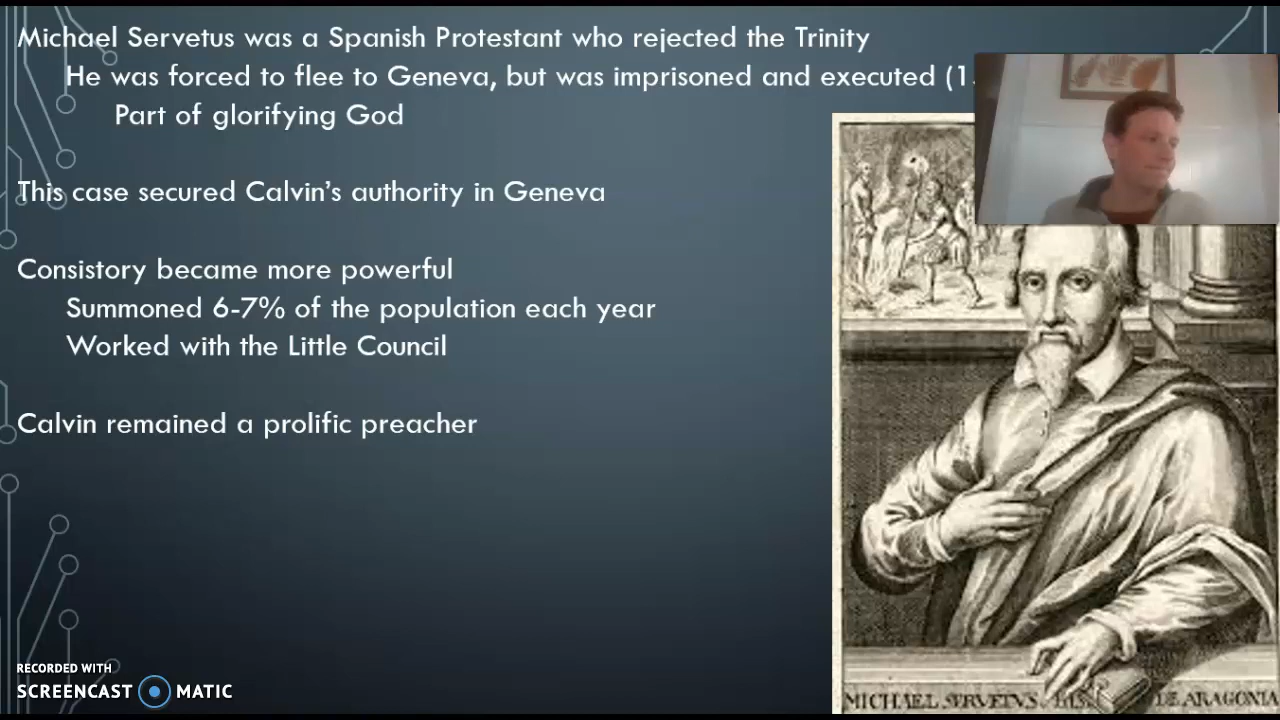 Michael Servetus was a Spanish Protestant who rejected the Trinity
He was forced to flee to Geneva, but was imprisoned and executed (1
Part of glorifying God
This case secured Calvin's authority in Geneva
Consistory became more powerful
Summoned 6-7% of the population each year
Worked with the Little Council
Calvin remained a prolific preacher
RECORDED WITH
SCREENCAST MATIC
MICHAEL SERVETVS DE ARAGONIA